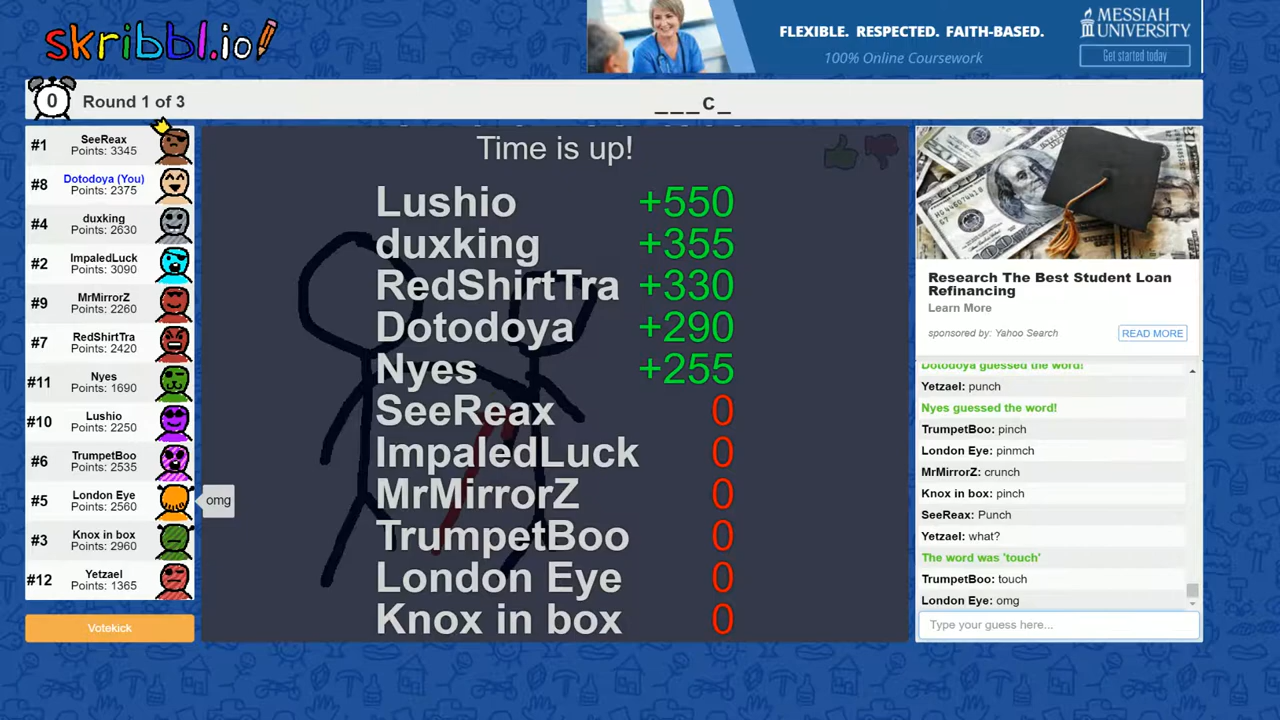 skribbl.io
FLEXIBLE. RESPECTED. FAITH-BASED.
100% Online Coursework
MESSIAH
UNIVERSITY
Get started today
0
Round 1 of 3
___c_
#1
SeeReax
Points: 3345
#8
Dotodoya (You)
Points: 2375
#4
duxking
Points: 2630
#2
ImpaledLuck
Points: 3090
#9
MrMirrorZ
Points: 2260
#7
RedShirtTra
Points: 2420
#11
Nyes
Points: 1690
#10
Lushio
Points: 2250
#6
TrumpetBoo
Points: 2535
#5
London Eye
Points: 2560
omg
#3
Knox in box
Points: 2960
#12
Yetzael
Points: 1365
Votekick
Time is up!
Lushio +550
duxking +355
RedShirtTra +330
Dotodoya +290
Nyes +255
SeeReax 0
ImpaledLuck 0
MrMirrorZ 0
TrumpetBoo 0
London Eye 0
Knox in box 0
Research The Best Student Loan
Refinancing
Learn More
sponsored by: Yahoo Search
READ MORE
Dotodoya guessed the word!
Yetzael: punch
Nyes guessed the word!
TrumpetBoo: pinch
London Eye: pinmch
MrMirrorZ: crunch
Knox in box: pinch
SeeReax: Punch
Yetzael: what?
The word was 'touch'
TrumpetBoo: touch
London Eye: omg
Type your guess here...